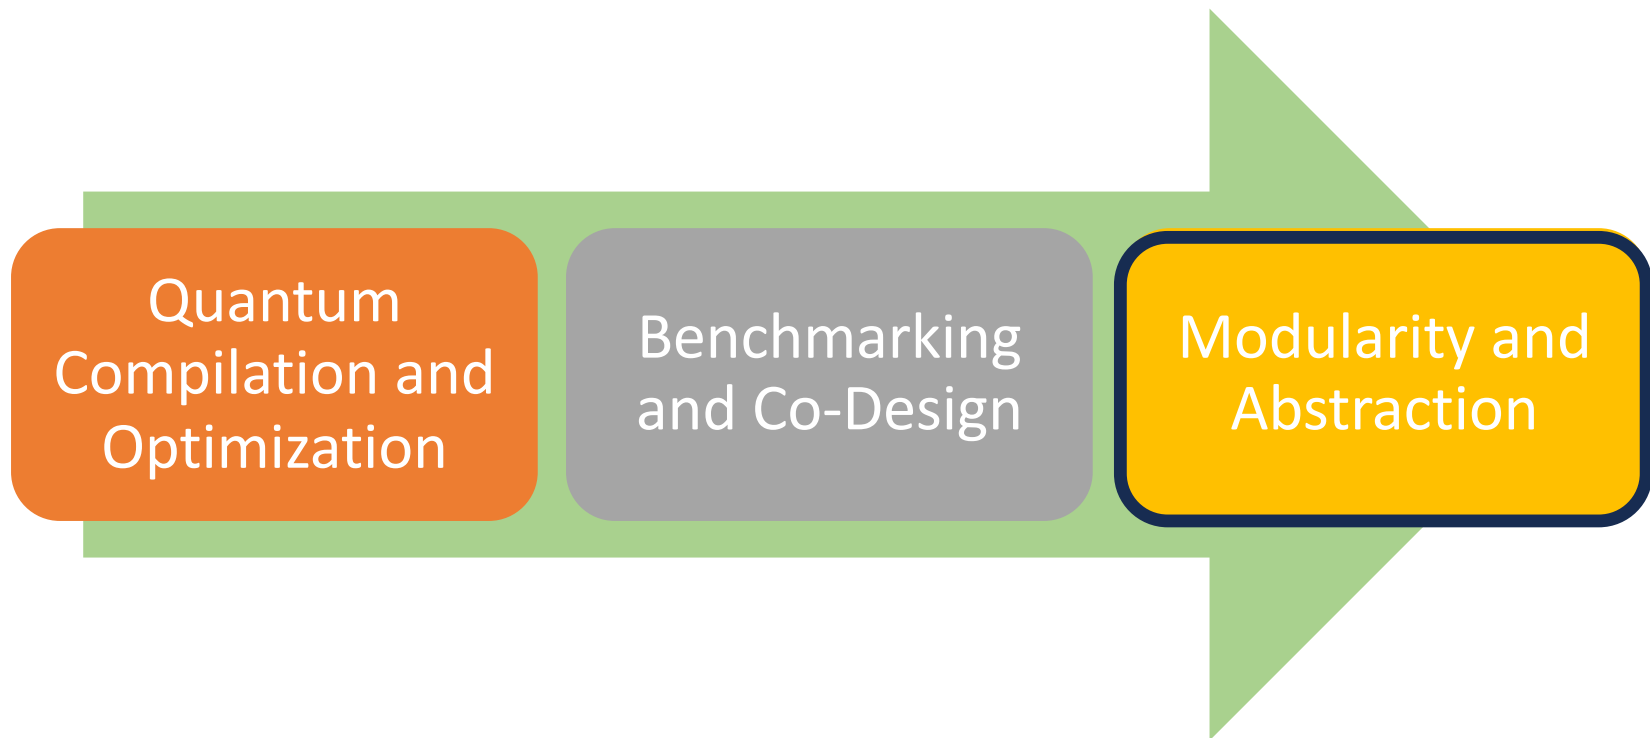 Quantum
Compilation and
Optimization
Benchmarking
and Co-Design
Modularity and
Abstraction